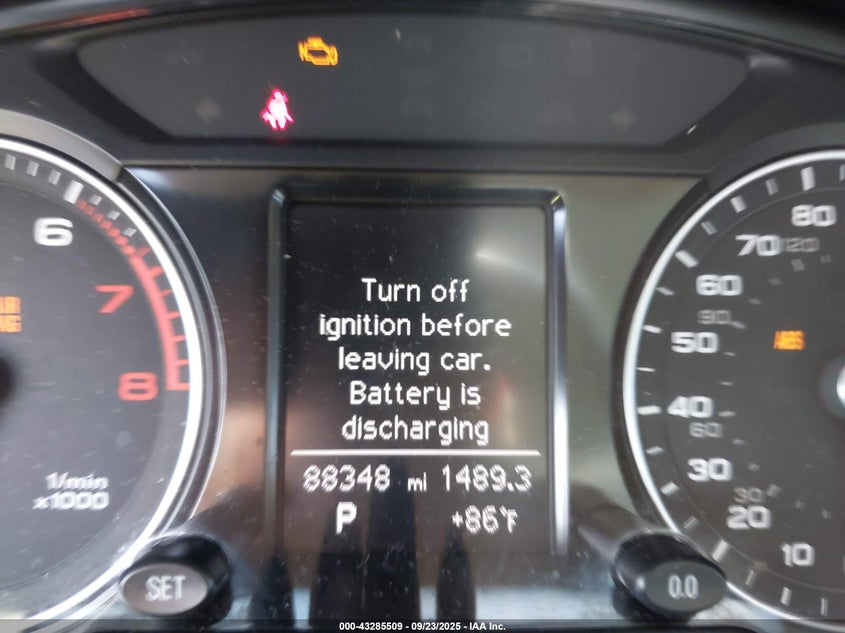 Turn off
ignition before
leaving car.
Battery is
discharging
88348 mi 1489.3
P +86°F
6
7
8
1/min
x1000
SET
80
70 120
60
90
50
40
60
30
30
20
10
0.0
000-43285509 - 09/23/2025 - IAA Inc.